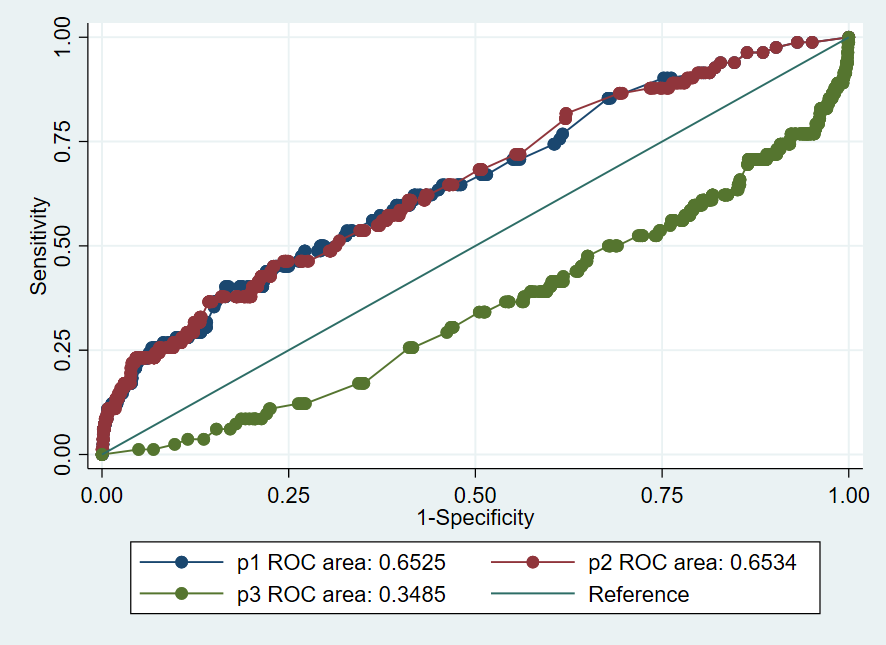 1.00
0.75
0.50
0.25
0.00
Sensitivity
0.00 0.25 0.50 0.75 1.00
1-Specificity
p1 ROC area: 0.6525 p2 ROC area: 0.6534
p3 ROC area: 0.3485 Reference